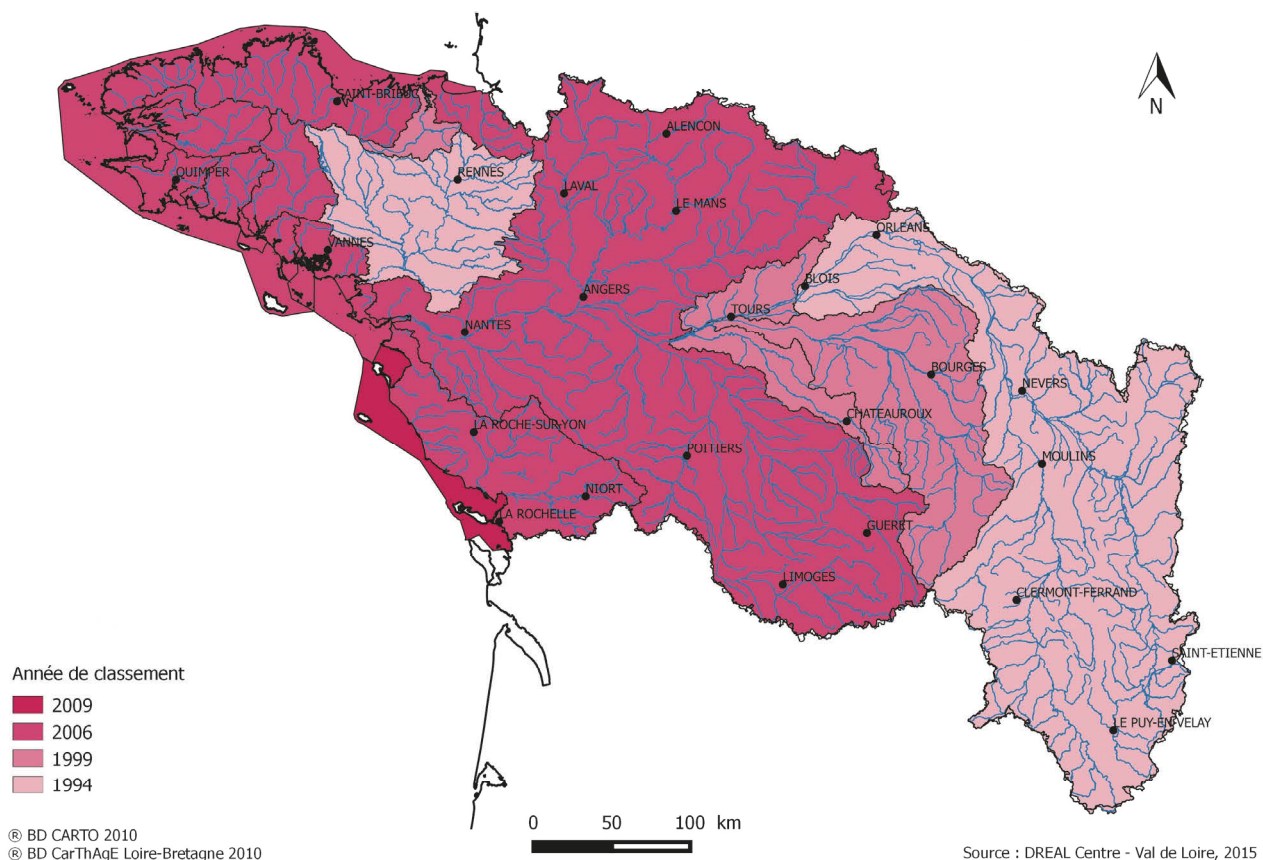 N
SAINT-BRIEUC
ALENCON
QUIMPER
RENNES
LAVAL
LE MANS
ORLEANS
VANNES
BLOIS
ANGERS
TOURS
NANTES
BOURGES
NEVERS
CHATEAUROUX
LA ROCHE-SUR-YON
POITIERS
MOULINS
NIORT
LA ROCHELLE
GUERET
LIMOGES
CLERMONT-FERRAND
SAINT-ETIENNE
LE PUY-EN-VELAY
Année de classement
2009
2006
1999
1994
0 50 100 km
® BD CARTO 2010
® BD CarThAgE Loire-Bretagne 2010
Source : DREAL Centre - Val de Loire, 2015